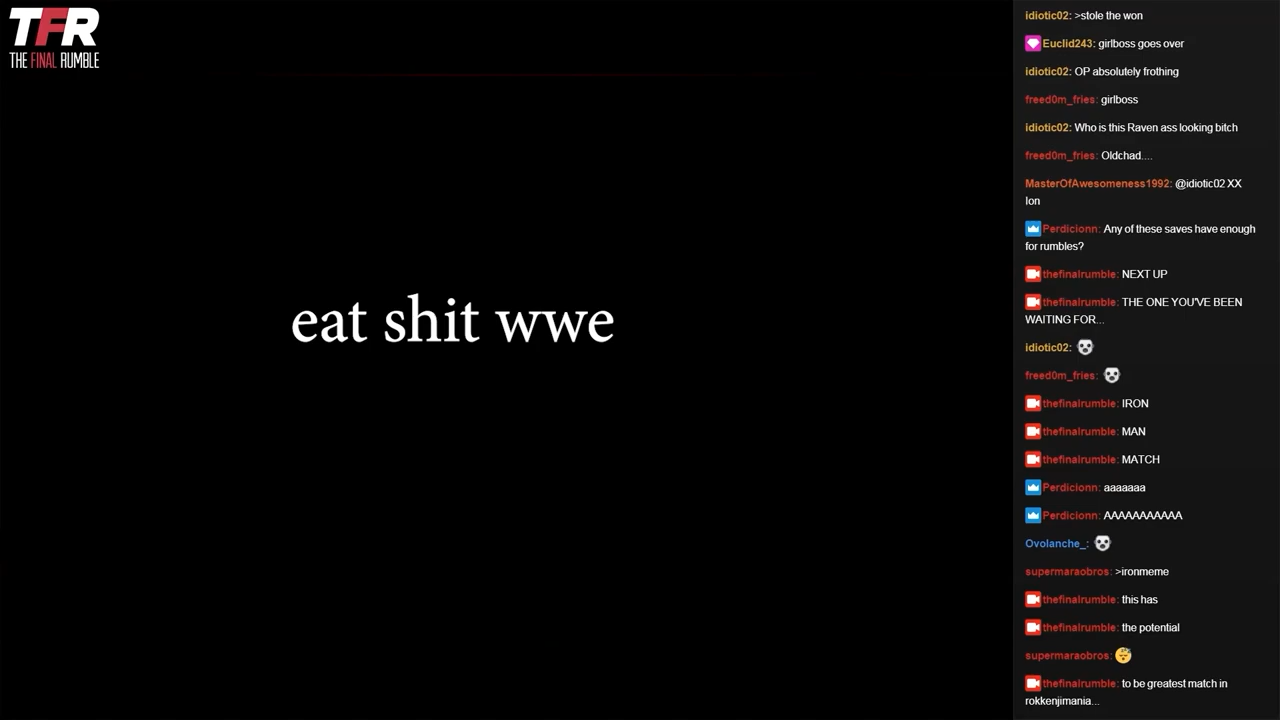 TFR
THE FINAL RUMBLE
eat shit wwe
idiotic02: >stole the won
Euclid243: girlboss goes over
idiotic02: OP absolutely frothing
freed0m_fries: girlboss
idiotic02: Who is this Raven ass looking bitch
freed0m_fries: Oldchad....
MasterOfAwesomeness1992: @idiotic02 XX
lon
Perdicionn: Any of these saves have enough
for rumbles?
thefinalrumble: NEXT UP
thefinalrumble: THE ONE YOU'VE BEEN
WAITING FOR...
idiotic02:
freed0m_fries:
thefinalrumble: IRON
thefinalrumble: MAN
thefinalrumble: MATCH
Perdicionn: aaaaaaa
Perdicionn: AAAAAAAAAAA
Ovolanche_:
supermaraobros: >ironmeme
thefinalrumble: this has
thefinalrumble: the potential
supermaraobros:
thefinalrumble: to be greatest match in
rokkenjimania...